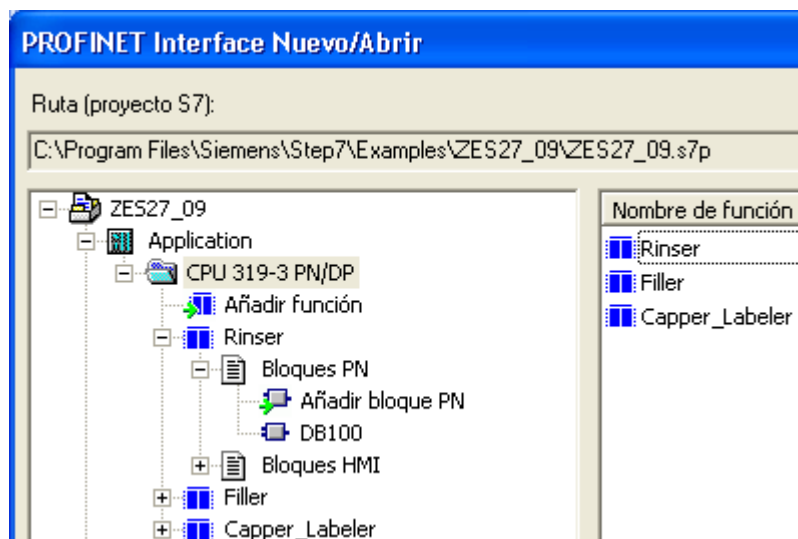 PROFINET Interface Nuevo/Abrir
Ruta (proyecto S7):
C:\Program Files\Siemens\Step7\Examples\ZES27_09\ZES27_09.s7p
ZES27_09
Application
CPU 319-3 PN/DP
Añadir función
Rinser
Bloques PN
Añadir bloque PN
DB100
Bloques HMI
Filler
Capper_Labeler
Nombre de función
Rinser
Filler
Capper_Labeler